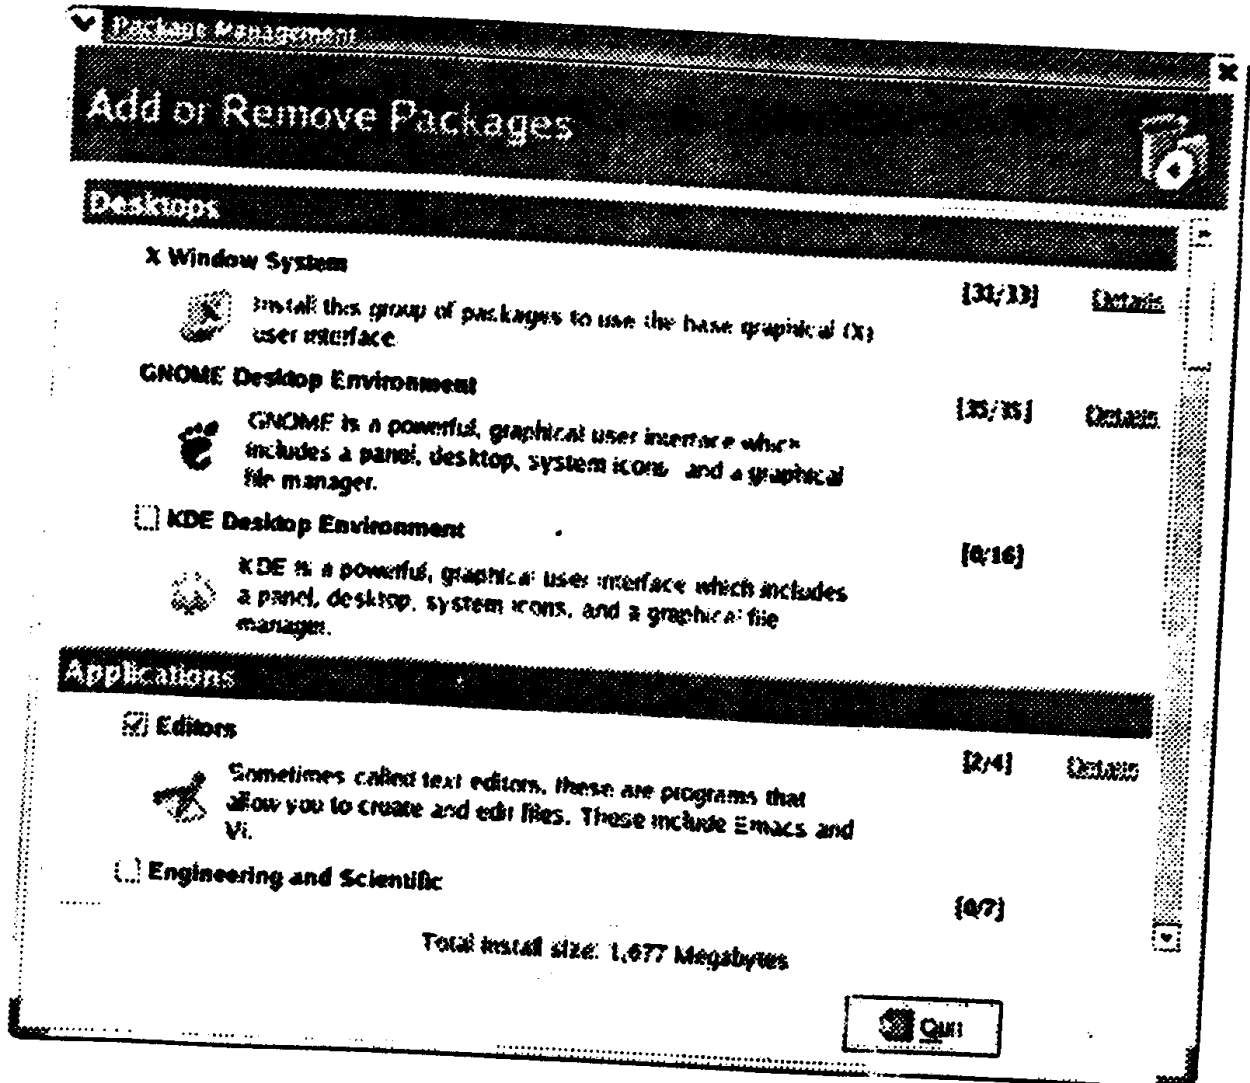 Package Management
Add or Remove Packages
Desktops
X Window System
[31/33] Details
Install this group of packages to use the base graphical (X)
user interface.
GNOME Desktop Environment
[35/35] Details
GNOME is a powerful, graphical user interface which
includes a panel, desktop, system icons, and a graphical
file manager.
KDE Desktop Environment
[0/16]
KDE is a powerful, graphical user interface which includes
a panel, desktop, system icons, and a graphical file
manager.
Applications
Editors
[2/4] Details
Sometimes called text editors, these are programs that
allow you to create and edit files. These include Emacs and
Vi.
Engineering and Scientific
[0/7]
Total install size: 1,677 Megabytes
Quit